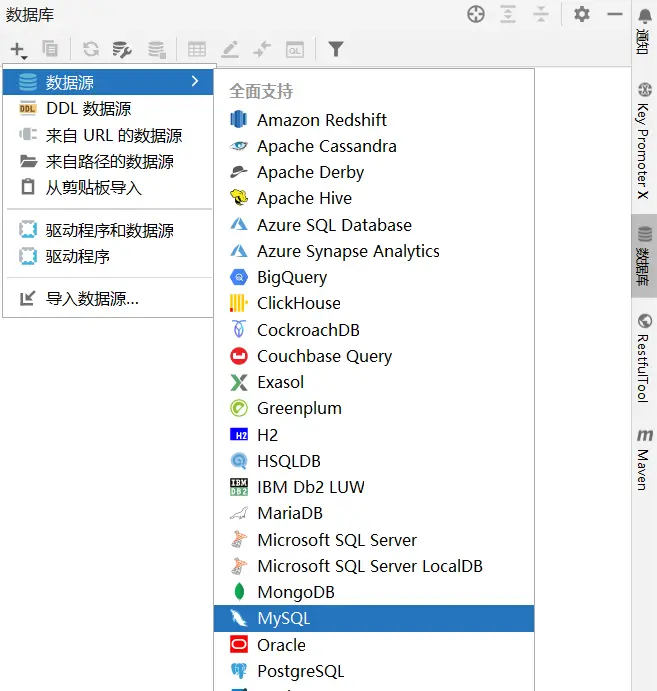 数据库
数据源
DDL 数据源
来自 URL 的数据源
来自路径的数据源
从剪贴板导入
驱动程序和数据源
驱动程序
导入数据源...
全面支持
Amazon Redshift
Apache Cassandra
Apache Derby
Apache Hive
Azure SQL Database
Azure Synapse Analytics
BigQuery
ClickHouse
CockroachDB
Couchbase Query
Exasol
Greenplum
H2
HSQLDB
IBM Db2 LUW
MariaDB
Microsoft SQL Server
Microsoft SQL Server LocalDB
MongoDB
MySQL
Oracle
PostgreSQL
通知
Key Promoter X
数据库
RestfulTool
Maven